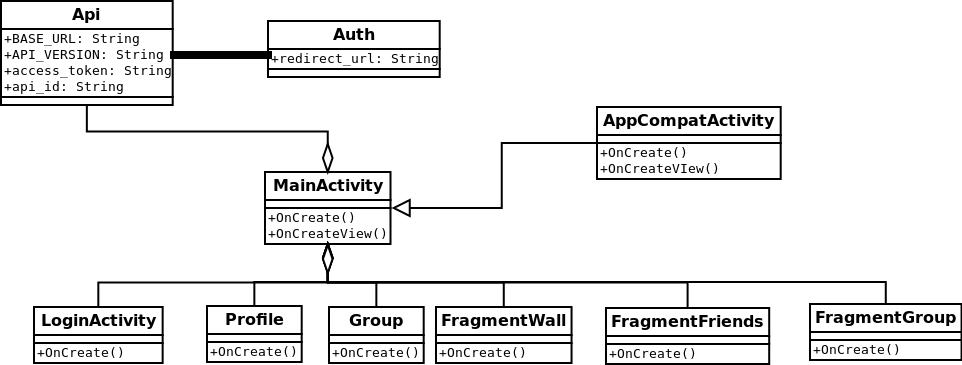 Api
+BASE_URL: String
+API_VERSION: String
+access_token: String
+api_id: String
Auth
+redirect_url: String
AppCompatActivity
+OnCreate()
+OnCreateVIew()
MainActivity
+OnCreate()
+OnCreateView()
LoginActivity
+OnCreate()
Profile
+OnCreate()
Group
+OnCreate()
FragmentWall
+OnCreate()
FragmentFriends
+OnCreate()
FragmentGroup
+OnCreate()